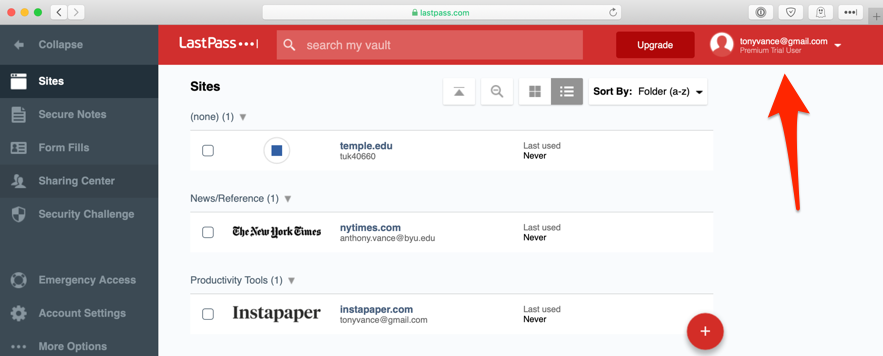 lastpass.com
Collapse
LastPass•••|
search my vault
Upgrade
tonyvance@gmail.com
Premium Trial User
Sites
Secure Notes
Form Fills
Sharing Center
Security Challenge
Emergency Access
Account Settings
More Options
Sites
Sort By: Folder (a-z)
(none) (1)
temple.edu
tuk40660
Last used
Never
News/Reference (1)
The New York Times
nytimes.com
anthony.vance@byu.edu
Last used
Never
Productivity Tools (1)
Instapaper
instapaper.com
tonyvance@gmail.com
Last used
Never